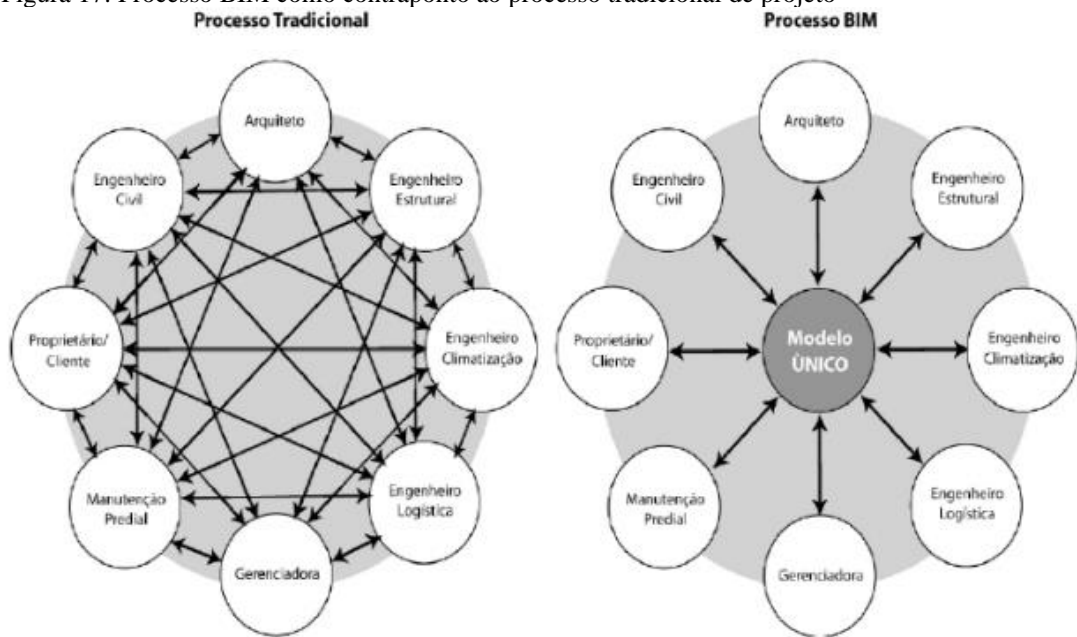 Figura 17: Processo BIM como contraponto ao processo tradicional de projeto
Processo Tradicional
Arquiteto
Engenheiro
Civil
Engenheiro
Estrutural
Proprietário/
Cliente
Engenheiro
Climatização
Manutenção
Predial
Engenheiro
Logística
Gerenciadora
Processo BIM
Arquiteto
Engenheiro
Civil
Engenheiro
Estrutural
Proprietário/
Cliente
Modelo
ÙNICO
Engenheiro
Climatização
Manutenção
Predial
Engenheiro
Logística
Gerenciadora